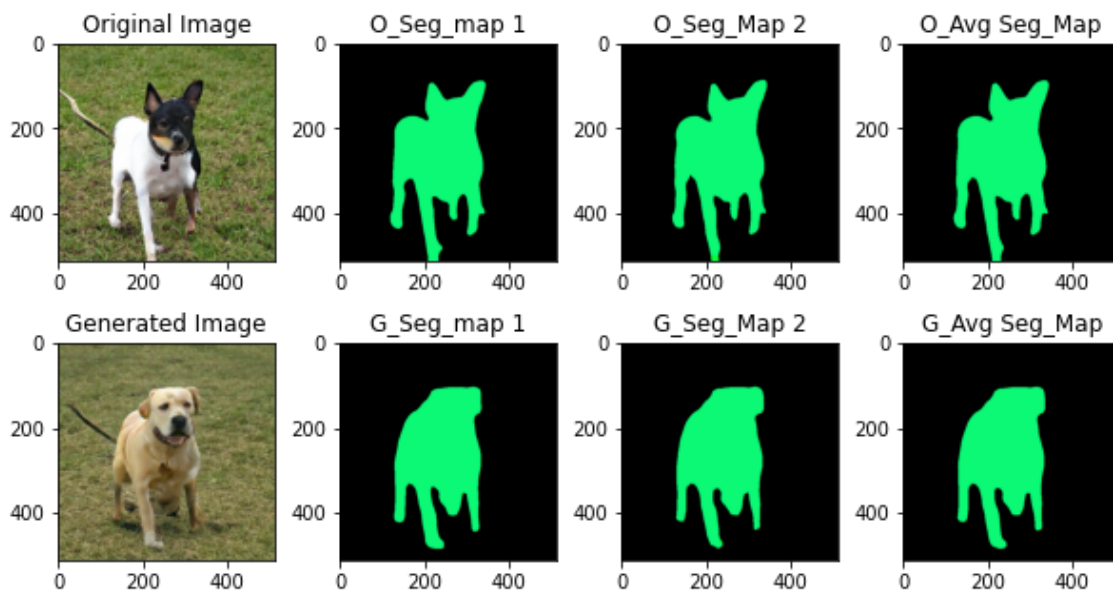 Original Image O_Seg_map 1 O_Seg_Map 2 O_Avg Seg_Map
0 0 0 0
200 200 200 200
400 400 400 400
0 200 400 0 200 400 0 200 400 0 200 400
Generated Image G_Seg_map 1 G_Seg_Map 2 G_Avg Seg_Map
0 0 0 0
200 200 200 200
400 400 400 400
0 200 400 0 200 400 0 200 400 0 200 400